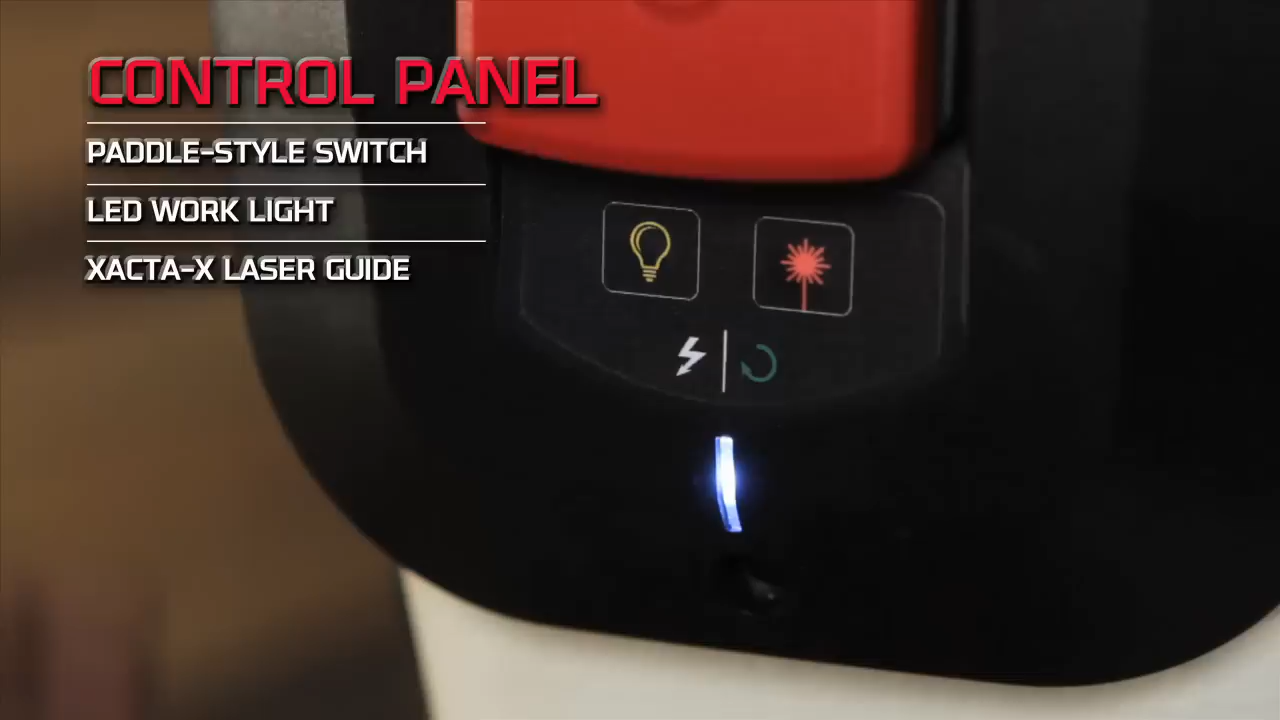 CONTROL PANEL
PADDLE-STYLE SWITCH
LED WORK LIGHT
XACTA-X LASER GUIDE